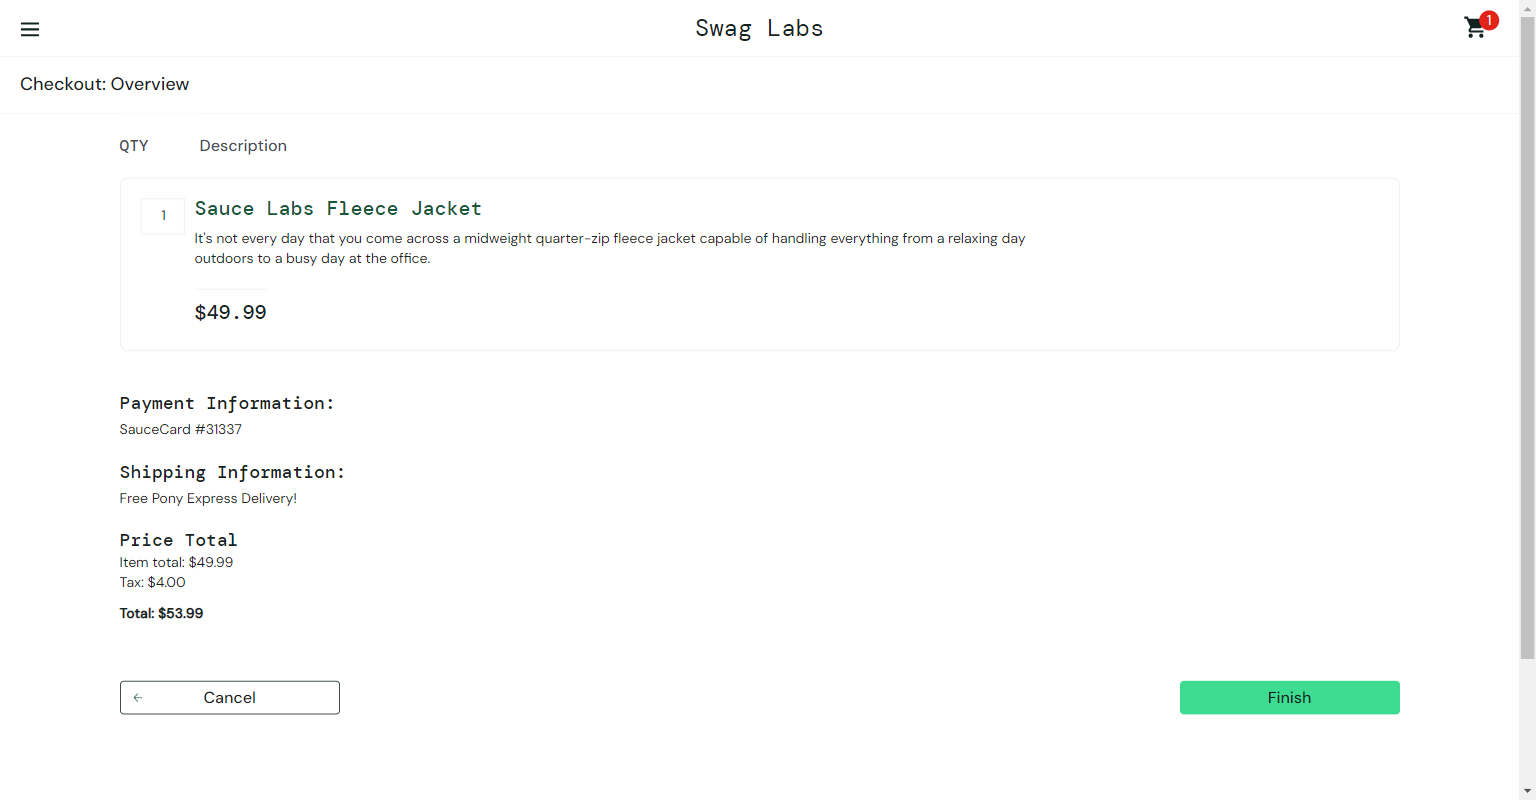 Swag Labs
1
Checkout: Overview
QTY Description
1
Sauce Labs Fleece Jacket
It's not every day that you come across a midweight quarter-zip fleece jacket capable of handling everything from a relaxing day
outdoors to a busy day at the office.
$49.99
Payment Information:
SauceCard #31337
Shipping Information:
Free Pony Express Delivery!
Price Total
Item total: $49.99
Tax: $4.00
Total: $53.99
Cancel
Finish